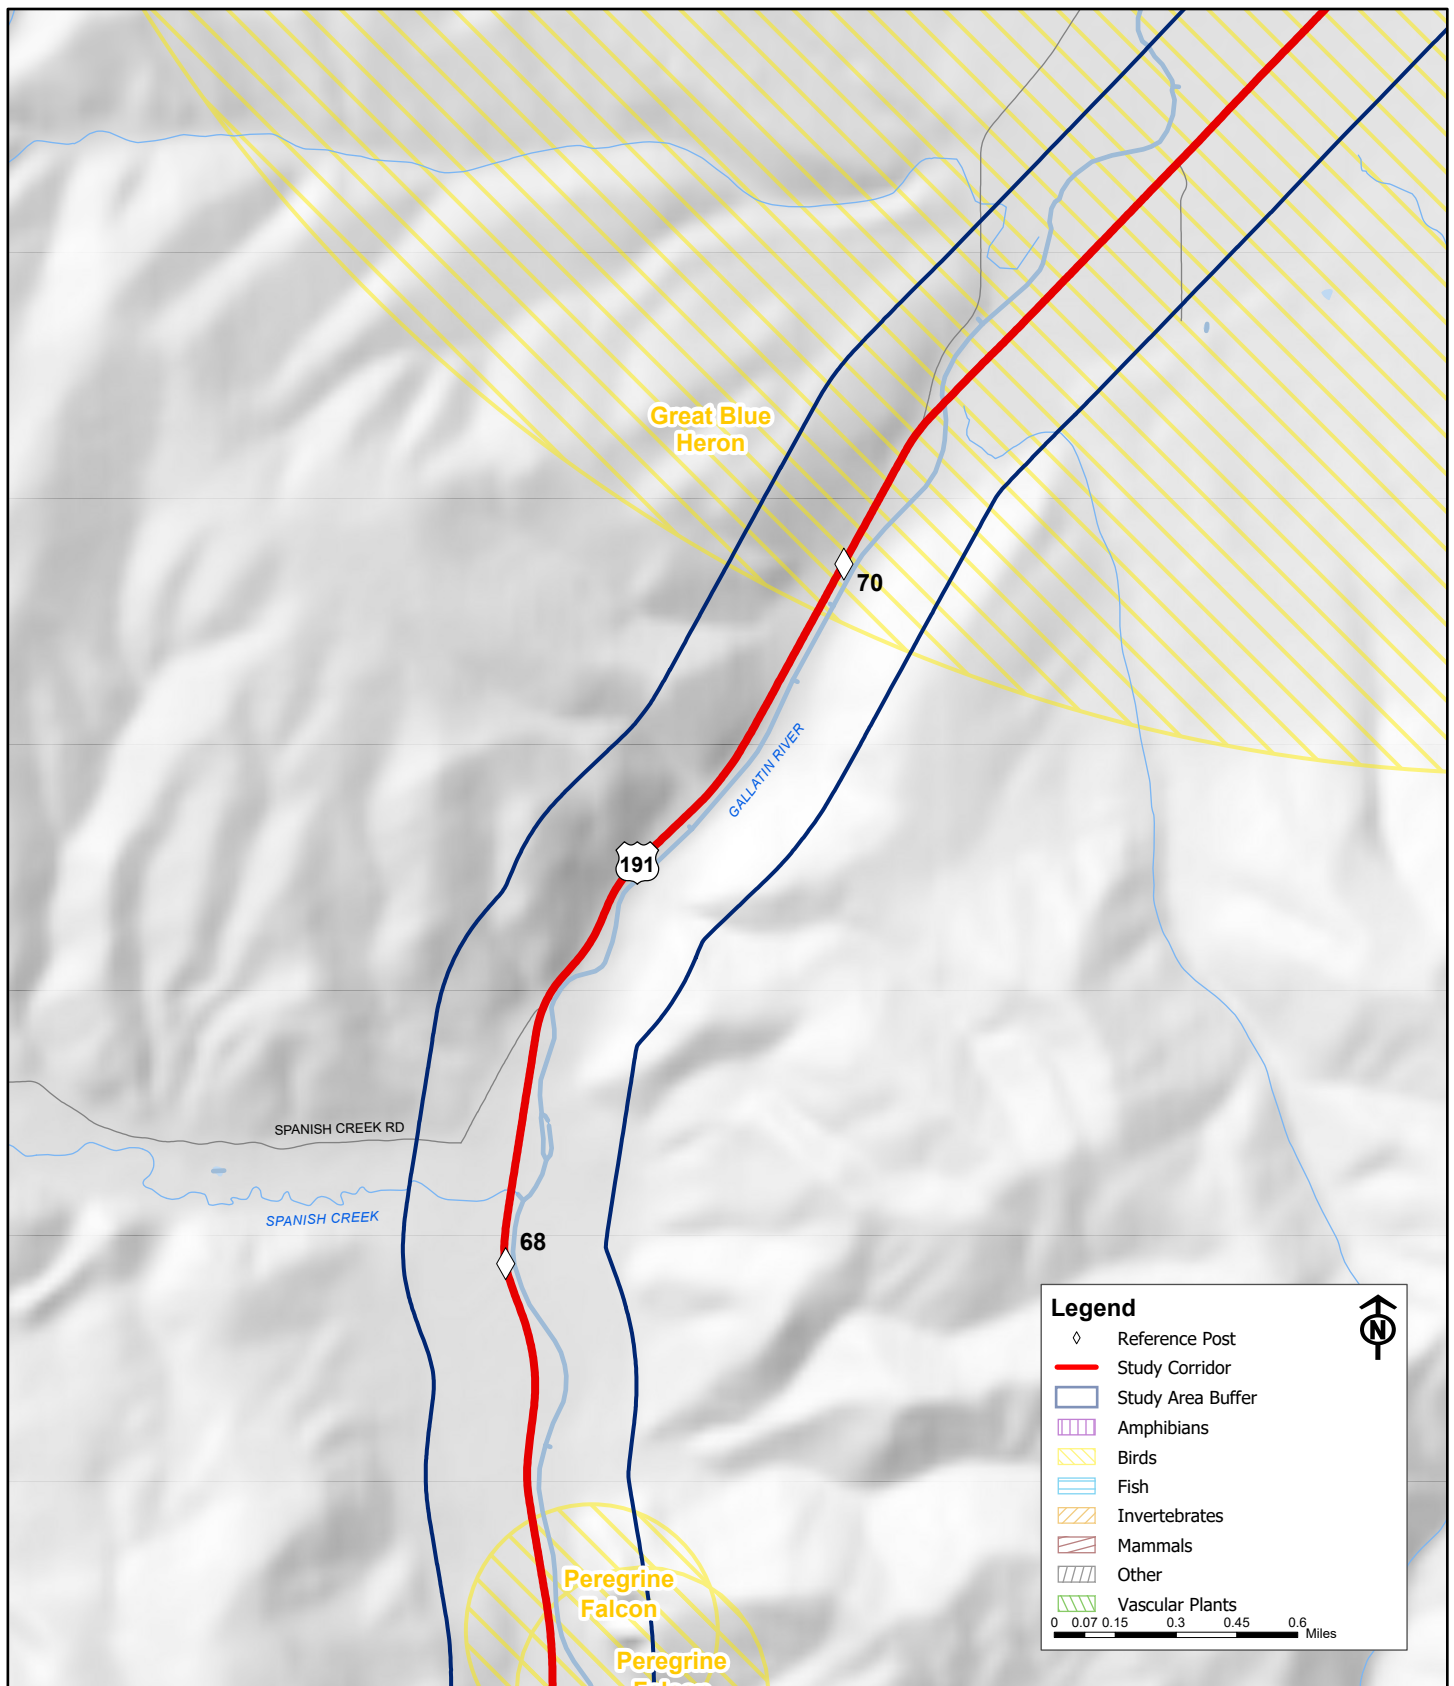 Great Blue
Heron
70
GALLATIN RIVER
191
SPANISH CREEK RD
SPANISH CREEK
68
Legend
N
Reference Post
Study Corridor
Study Area Buffer
Amphibians
Birds
Fish
Invertebrates
Mammals
Other
Vascular Plants
0 0.07 0.15 0.3 0.45 0.6
Miles
Peregrine
Falcon
Peregrine
Falcon